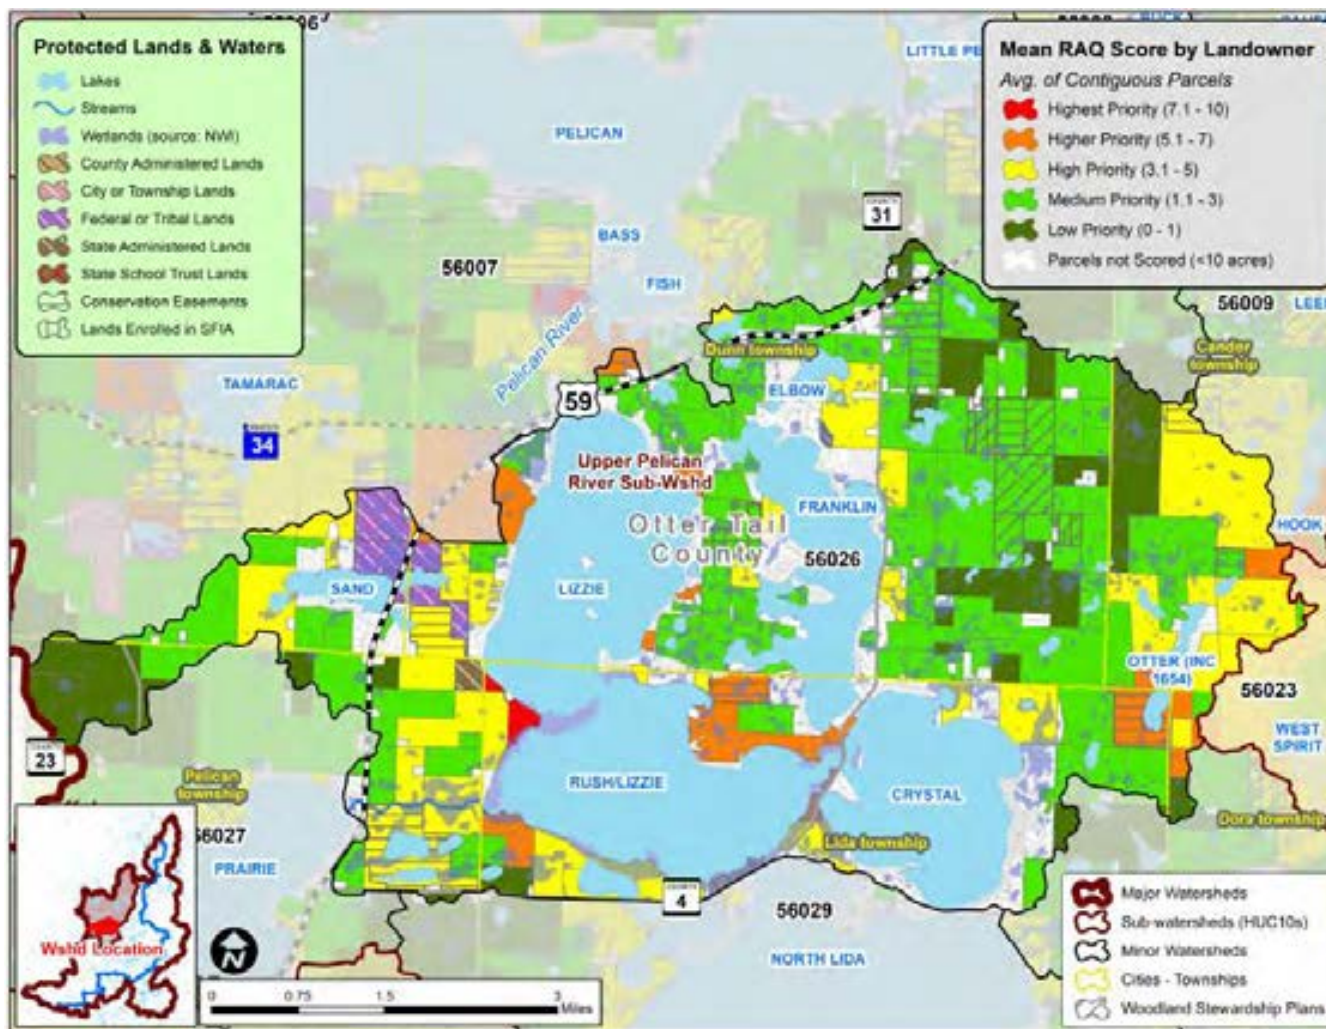 56006
Protected Lands & Waters
Lakes
Streams
Wetlands (source: NWI)
County Administered Lands
City or Township Lands
Federal or Tribal Lands
State Administered Lands
State School Trust Lands
Conservation Easements
Lands Enrolled in SFIA
Mean RAQ Score by Landowner
Avg. of Contiguous Parcels
Highest Priority (7.1 - 10)
Higher Priority (5.1 - 7)
High Priority (3.1 - 5)
Medium Priority (1.1 - 3)
Low Priority (0 - 1)
Parcels not Scored (<10 acres)
LITTLE PE
PELICAN
31
BASS
56007
FISH
56009
LEE
Pelican River
Dunn township
Candor township
TAMARAC
59
ELBOW
34
Upper Pelican
River Sub-Wshd
FRANKLIN
Otter Tail
County
HOOK
56026
SAND
LIZZIE
OTTER (INC
1654)
56023
WEST
SPIRIT
23
Pelican
township
RUSH/LIZZIE
CRYSTAL
Dora township
56027
Lida township
PRAIRIE
COUNTY
4
56029
NORTH LIDA
Wshd Location
N
0 0.75 1.5 3
Miles
Major Watersheds
Sub-watersheds (HUC10s)
Minor Watersheds
Cities - Townships
Woodland Stewardship Plans